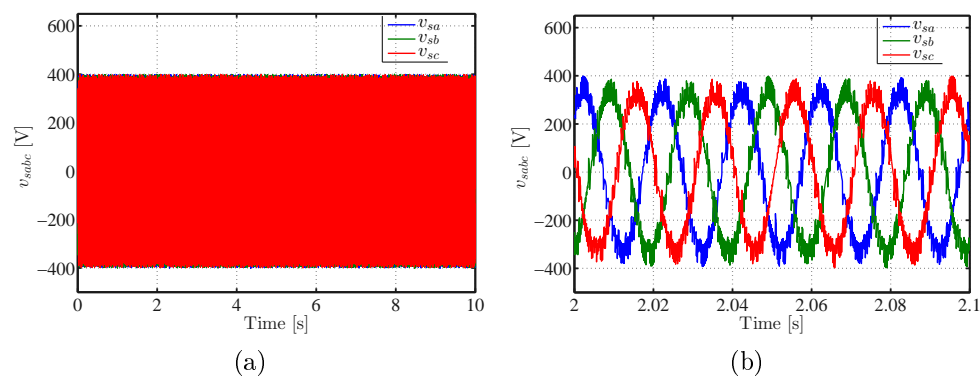 600
400
200
0
−200
−400
v_sabc [V]
0 2 4 6 8 10
Time [s]
v_sa
v_sb
v_sc
(a)
600
400
200
0
−200
−400
v_sabc [V]
2 2.02 2.04 2.06 2.08 2.1
Time [s]
v_sa
v_sb
v_sc
(b)